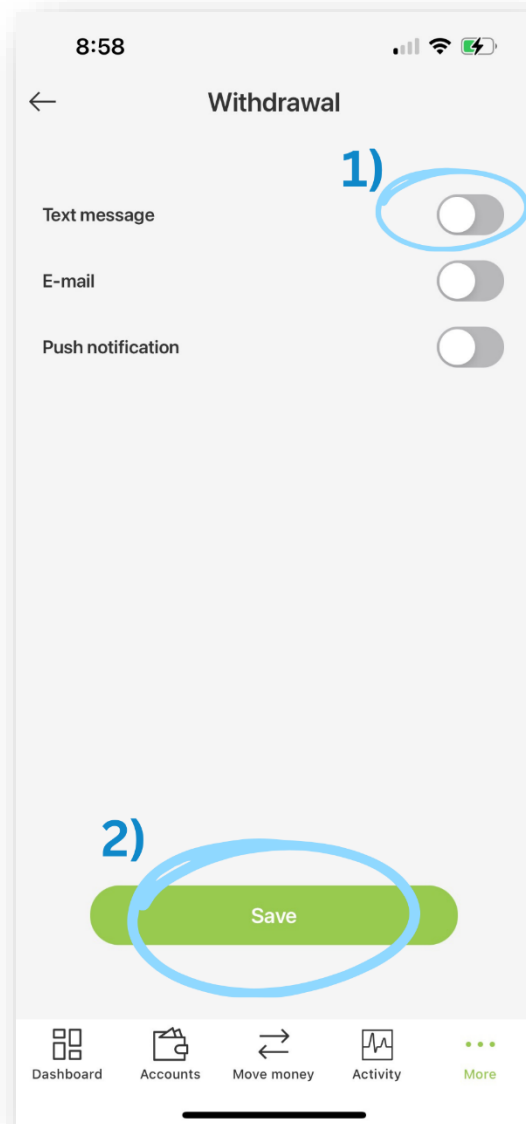 8:58
Withdrawal
1)
Text message
E-mail
Push notification
2)
Save
Dashboard Accounts Move money Activity More